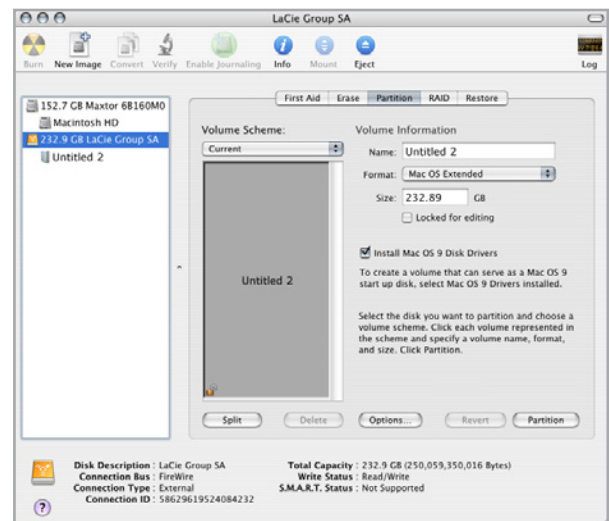 LaCie Group SA
Burn New Image Convert Verify Enable Journaling Info Mount Eject Log
First Aid Erase Partition RAID Restore
152.7 GB Maxtor 6B160M0
Macintosh HD
232.9 GB LaCie Group SA
Untitled 2
Volume Scheme:
Current
Untitled 2
Volume Information
Name: Untitled 2
Format: Mac OS Extended
Size: 232.89 GB
Locked for editing
Install Mac OS 9 Disk Drivers
To create a volume that can serve as a Mac OS 9
start up disk, select Mac OS 9 Drivers installed.
Select the disk you want to partition and choose a
volume scheme. Click each volume represented in
the scheme and specify a volume name, format,
and size. Click Partition.
Split Delete Options... Revert Partition
Disk Description : LaCie Group SA
Connection Bus : FireWire
Connection Type : External
Connection ID : 58629619524084232
Total Capacity : 232.9 GB (250,059,350,016 Bytes)
Write Status : Read/Write
S.M.A.R.T. Status : Not Supported
?